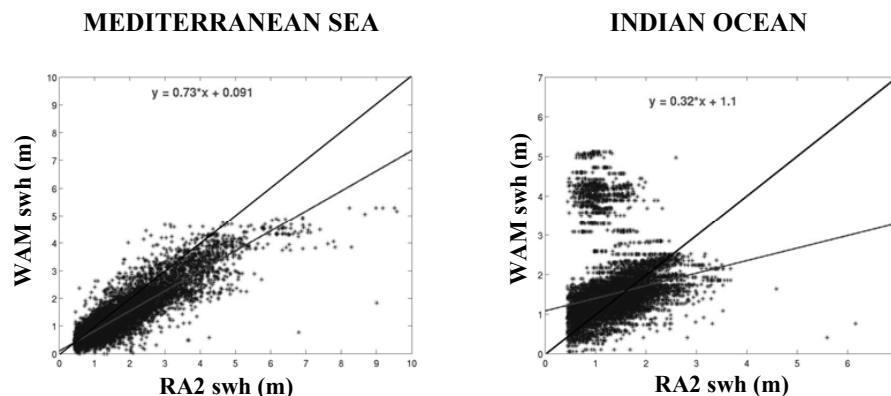 MEDITERRANEAN SEA
10
9
8
7
6
5
4
3
2
1
0
0 1 2 3 4 5 6 7 8 9 10
y = 0.73*x + 0.091
WAM swh (m)
RA2 swh (m)
INDIAN OCEAN
7
6
5
4
3
2
1
0
0 1 2 3 4 5 6
y = 0.32*x + 1.1
WAM swh (m)
RA2 swh (m)